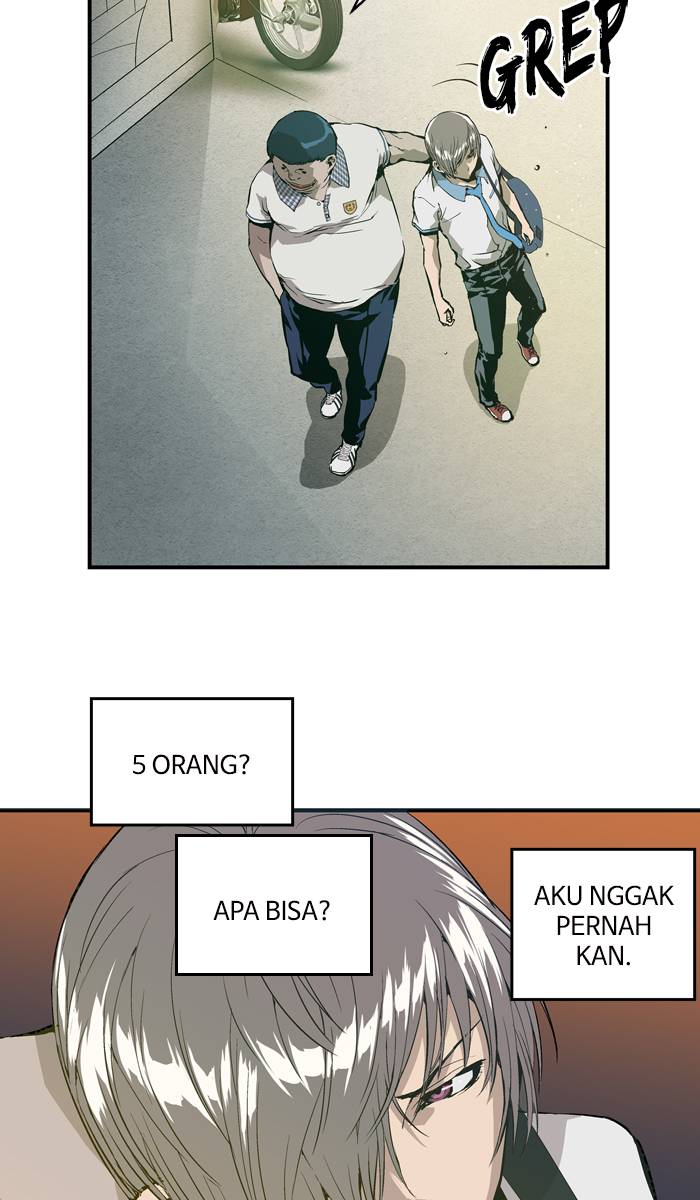 GREP
5 ORANG?
APA BISA?
AKU NGGAK
PERNAH
KAN.